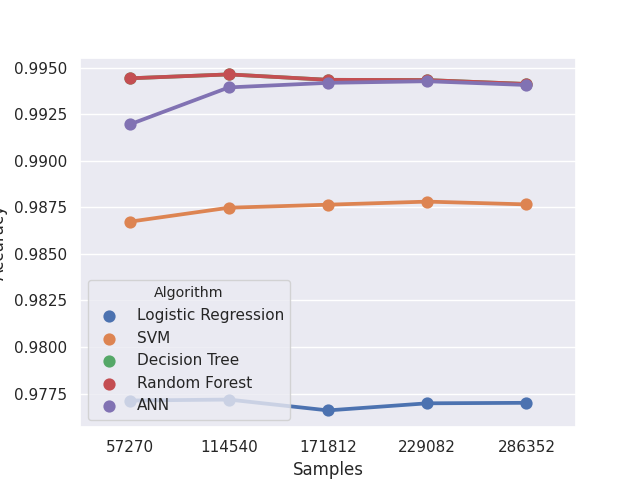 0.9950
0.9925
0.9900
0.9875
0.9850
0.9825
0.9800
0.9775
Algorithm
Logistic Regression
SVM
Decision Tree
Random Forest
ANN
57270 114540 171812 229082 286352
Samples